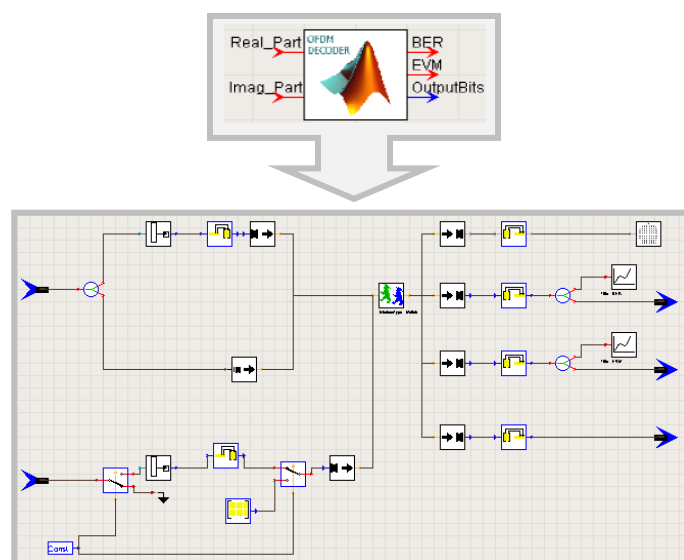 OFDM
Real_Part
DECODER
BER
EVM
Imag_Part
OutputBits
Const